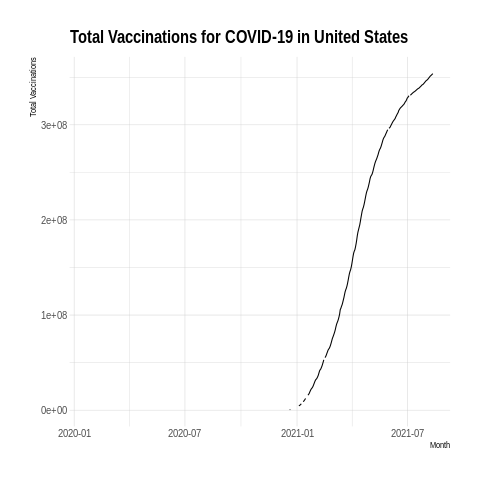 Total Vaccinations for COVID-19 in United States
Total Vaccinations
3e+08
2e+08
1e+08
0e+00
2020-01
2020-07
2021-01
2021-07
Month